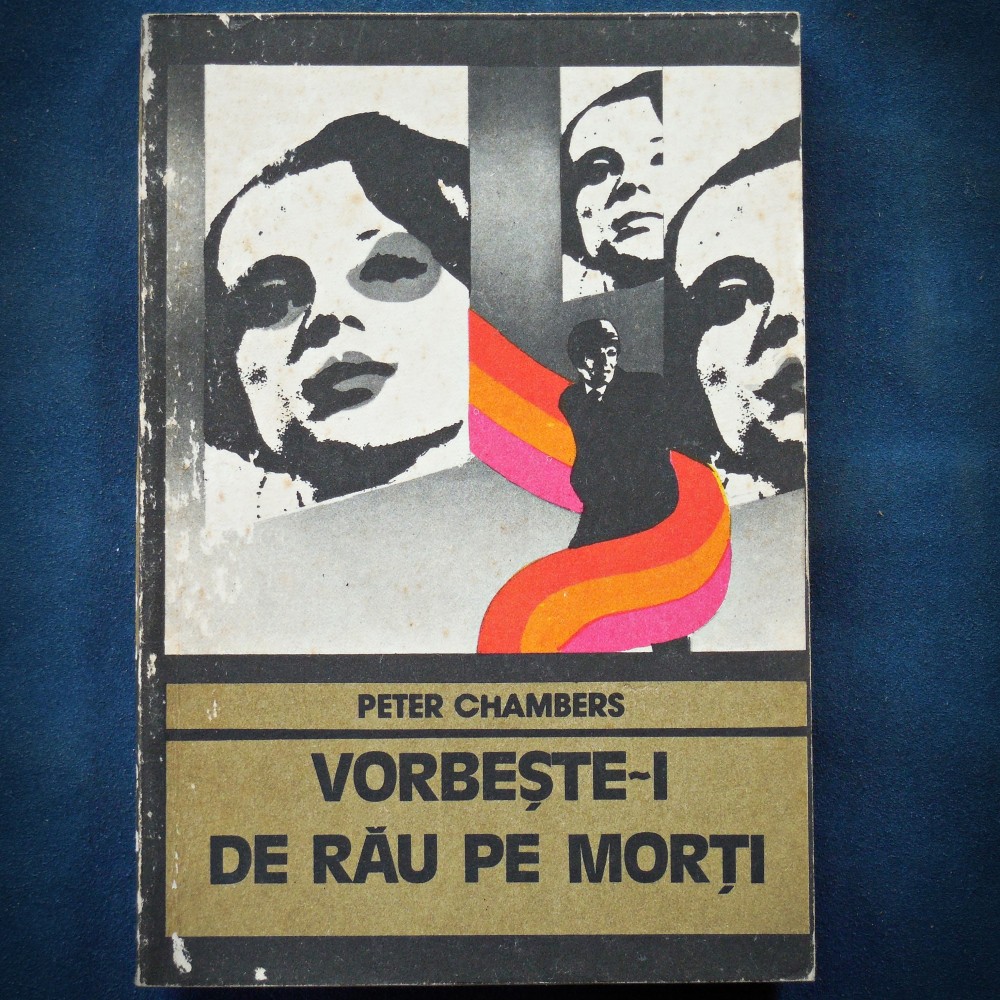 PETER CHAMBERS
VORBEȘTE~I
DE RĂU PE MORȚI